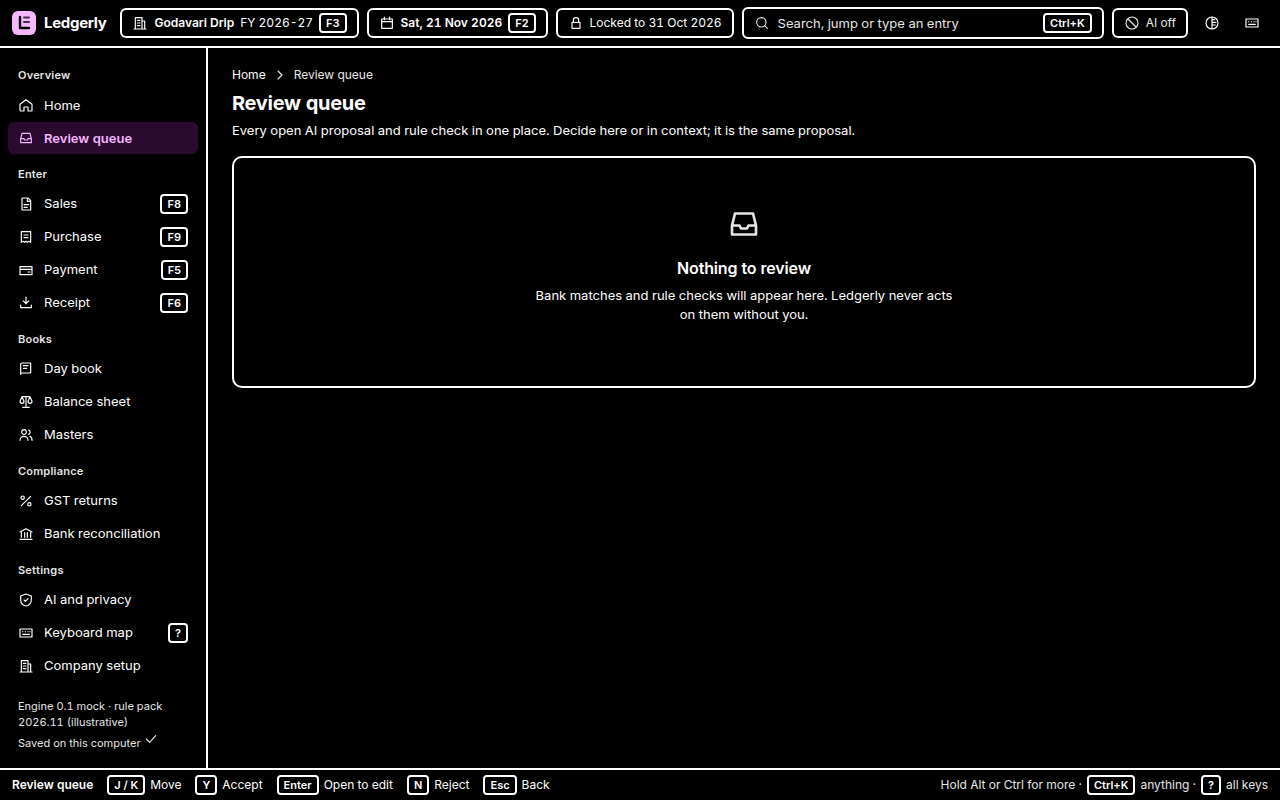 Ledgerly
Godavari Drip FY 2026-27 F3
Sat, 21 Nov 2026 F2
Locked to 31 Oct 2026
Search, jump or type an entry Ctrl+K
AI off
Overview
Home
Review queue
Enter
Sales F8
Purchase F9
Payment F5
Receipt F6
Books
Day book
Balance sheet
Masters
Compliance
GST returns
Bank reconciliation
Settings
AI and privacy
Keyboard map ?
Company setup
Engine 0.1 mock · rule pack
2026.11 (illustrative)
Saved on this computer
Home Review queue
Review queue
Every open AI proposal and rule check in one place. Decide here or in context; it is the same proposal.
Nothing to review
Bank matches and rule checks will appear here. Ledgerly never acts
on them without you.
Review queue J / K Move Y Accept Enter Open to edit N Reject Esc Back
Hold Alt or Ctrl for more · Ctrl+K anything · ? all keys